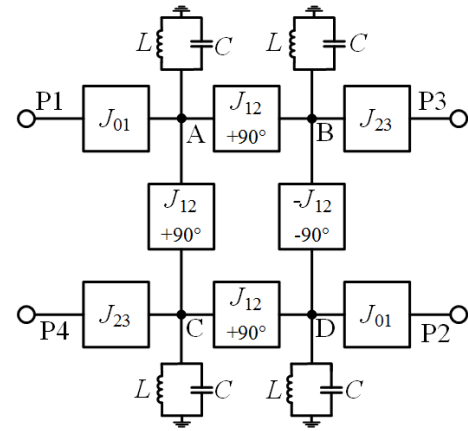 L C L C
P1 P3
J01 J12 J23
A +90° B
J12 -J12
+90° -90°
J23 J12 J01
P4 C +90° D P2
L C L C